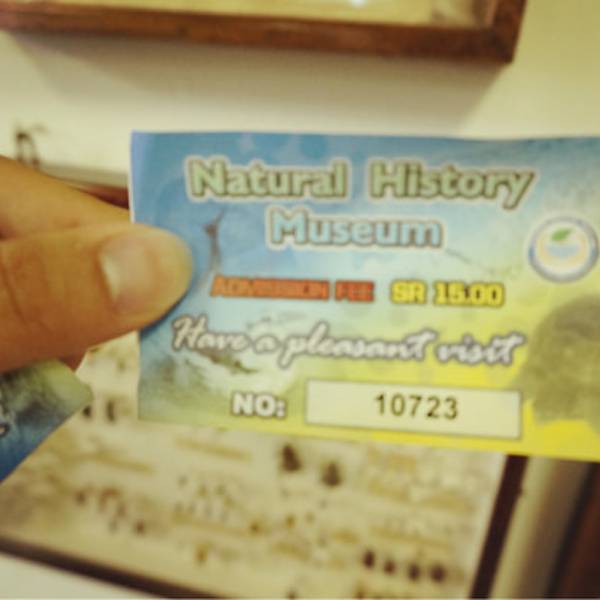 Natural History
Museum
ADMISSION FEE SR 15.00
Have a pleasant visit
NO: 10723